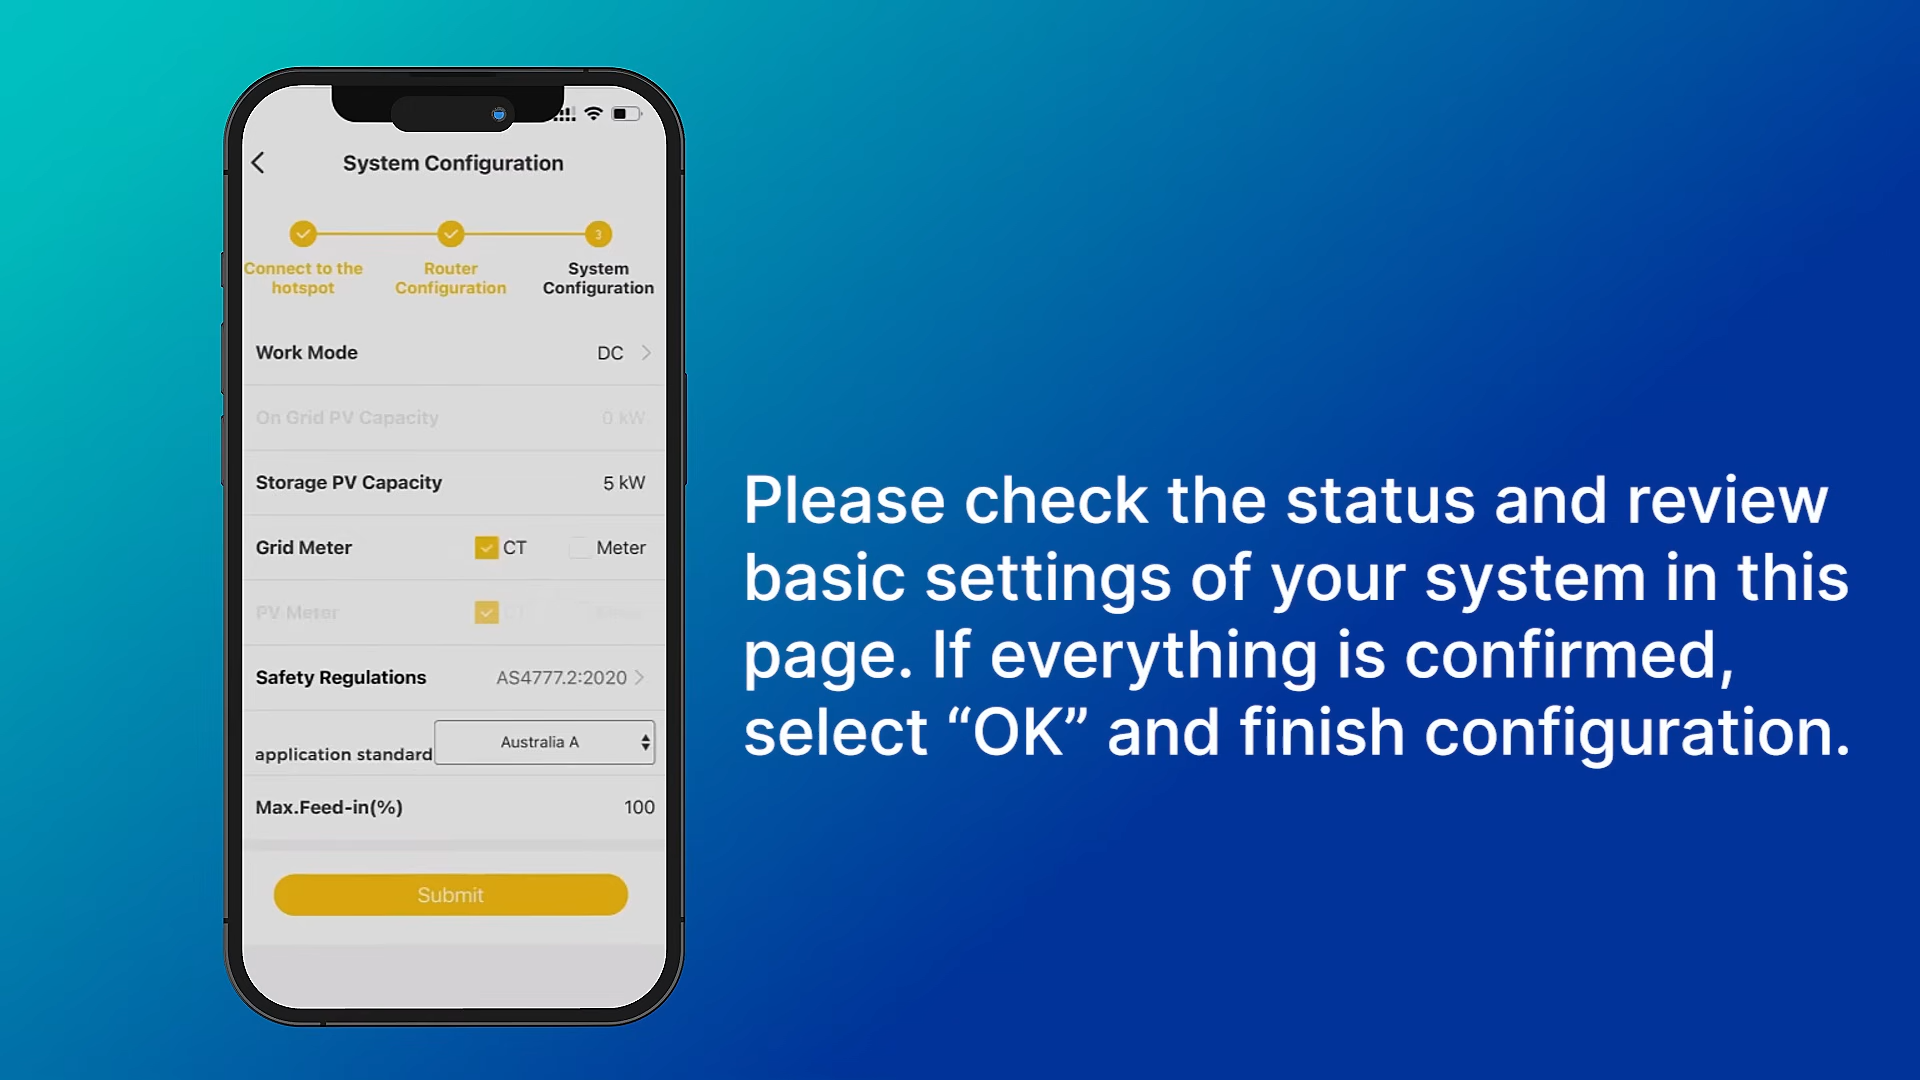 System Configuration
3
Connect to the
hotspot
Router
Configuration
System
Configuration
Work Mode DC
On Grid PV Capacity 0 kW
Storage PV Capacity 5 kW
Grid Meter CT Meter
PV Meter CT
Safety Regulations AS4777.2:2020
application standard Australia A
Max.Feed-in(%) 100
Submit
Please check the status and review
basic settings of your system in this
page. If everything is confirmed,
select “OK” and finish configuration.